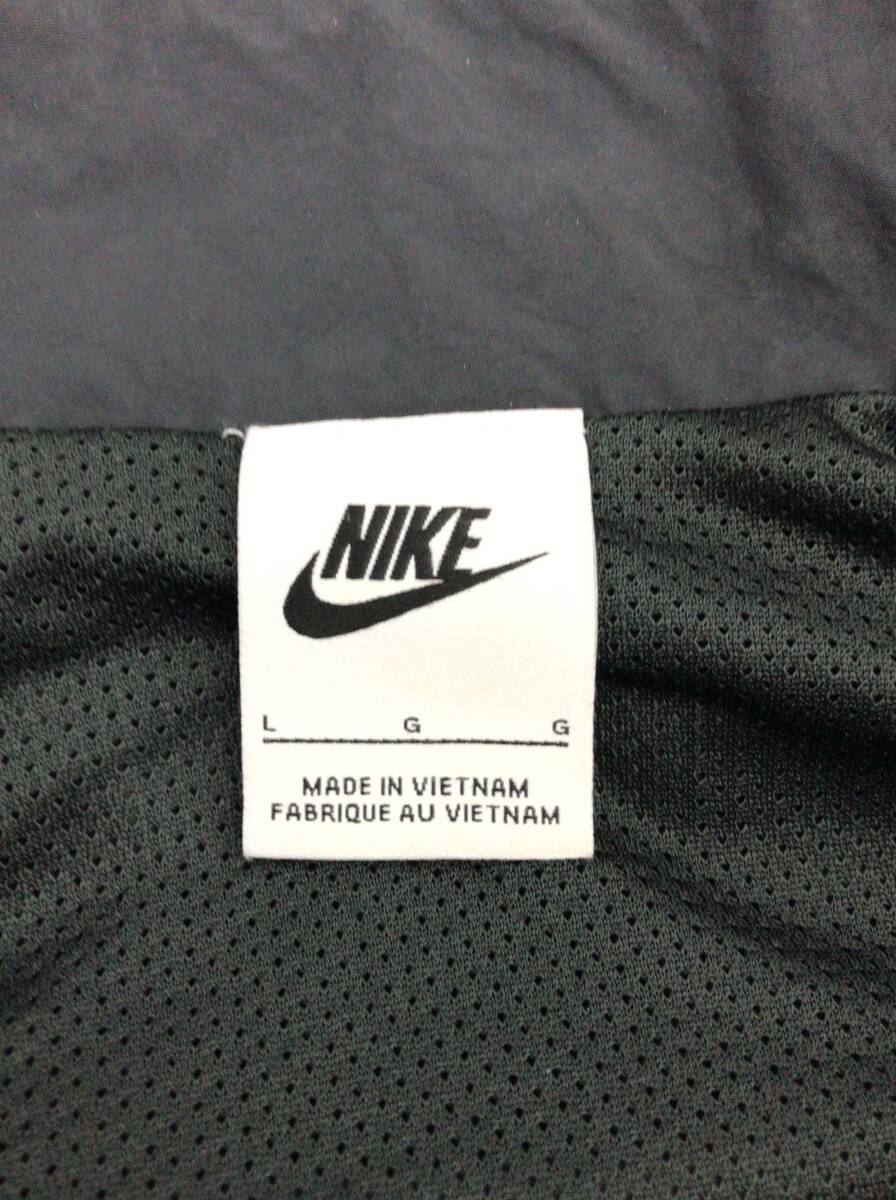 NIKE
L G G
MADE IN VIETNAM
FABRIQUE AU VIETNAM